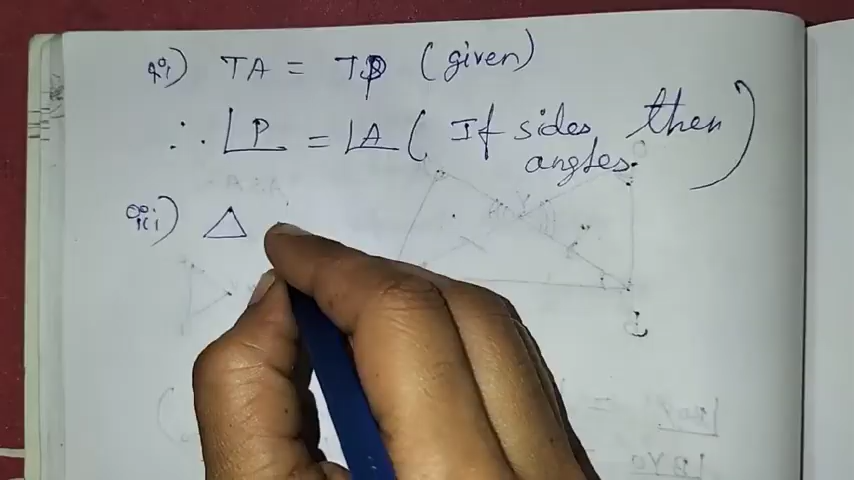 ii) TA = TP (given)
∴ ∠P = ∠A ( If sides then
angles )
iii) △